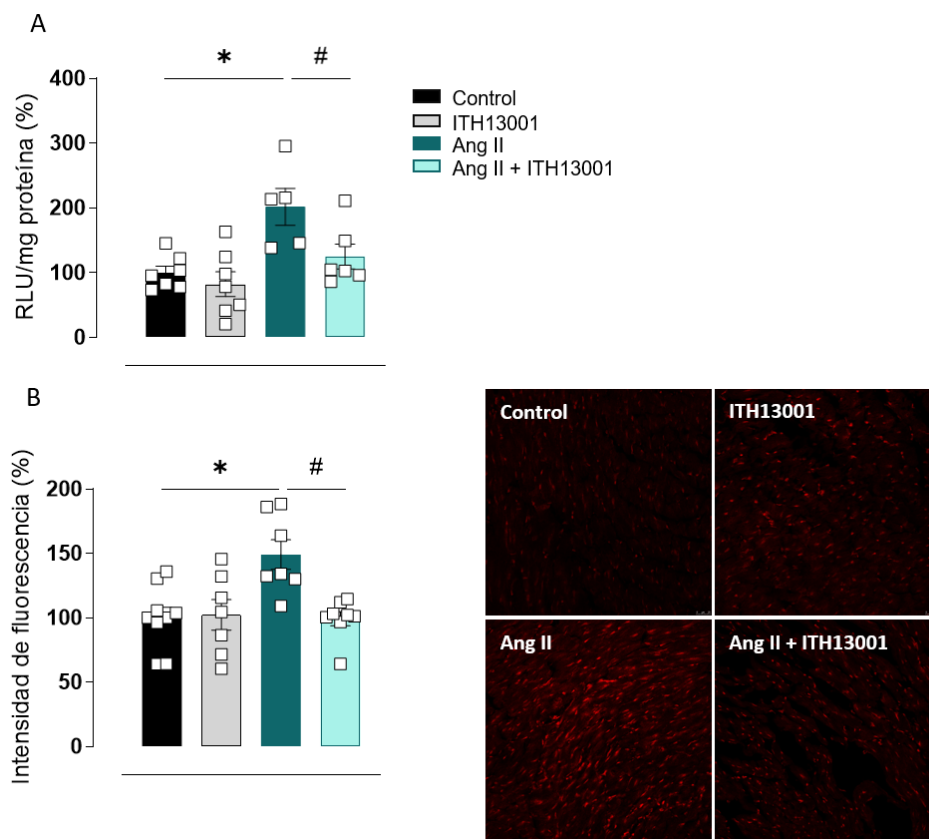 A
* #
RLU/mg proteína (%)
400
300
200
100
0
Control
ITH13001
Ang II
Ang II + ITH13001
B
* #
Intensidad de fluorescencia (%)
200
150
100
50
0
Control
ITH13001
Ang II
Ang II + ITH13001